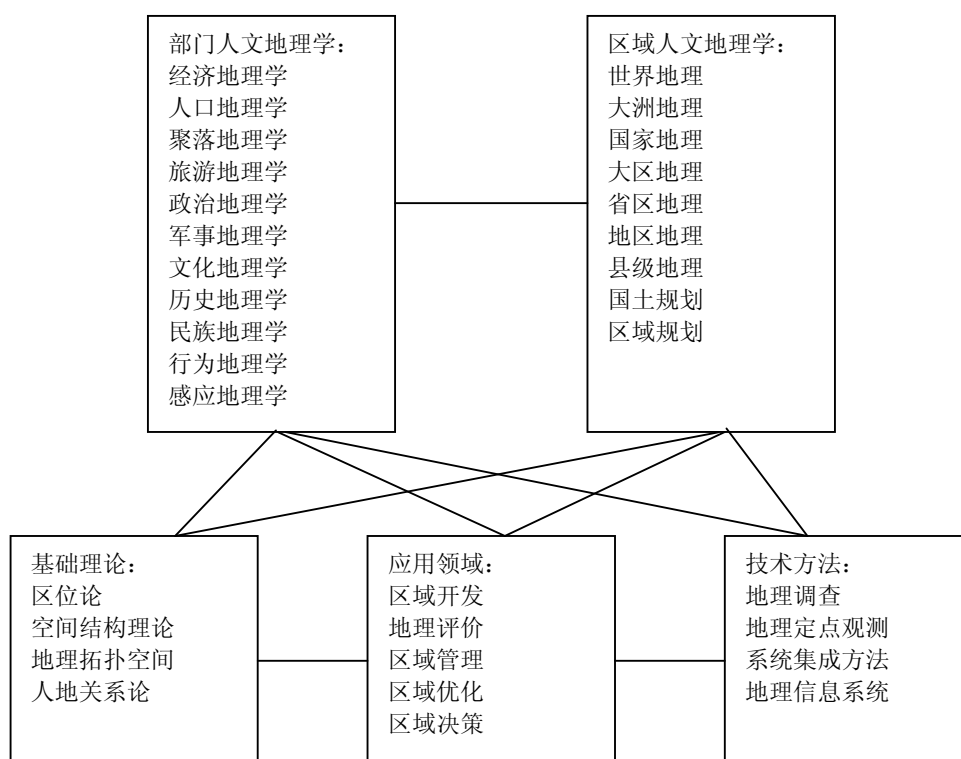 部门人文地理学：
经济地理学
人口地理学
聚落地理学
旅游地理学
政治地理学
军事地理学
文化地理学
历史地理学
民族地理学
行为地理学
感应地理学
区域人文地理学：
世界地理
大洲地理
国家地理
大区地理
省区地理
地区地理
县级地理
国土规划
区域规划
基础理论：
区位论
空间结构理论
地理拓扑空间
人地关系论
应用领域：
区域开发
地理评价
区域管理
区域优化
区域决策
技术方法：
地理调查
地理定点观测
系统集成方法
地理信息系统